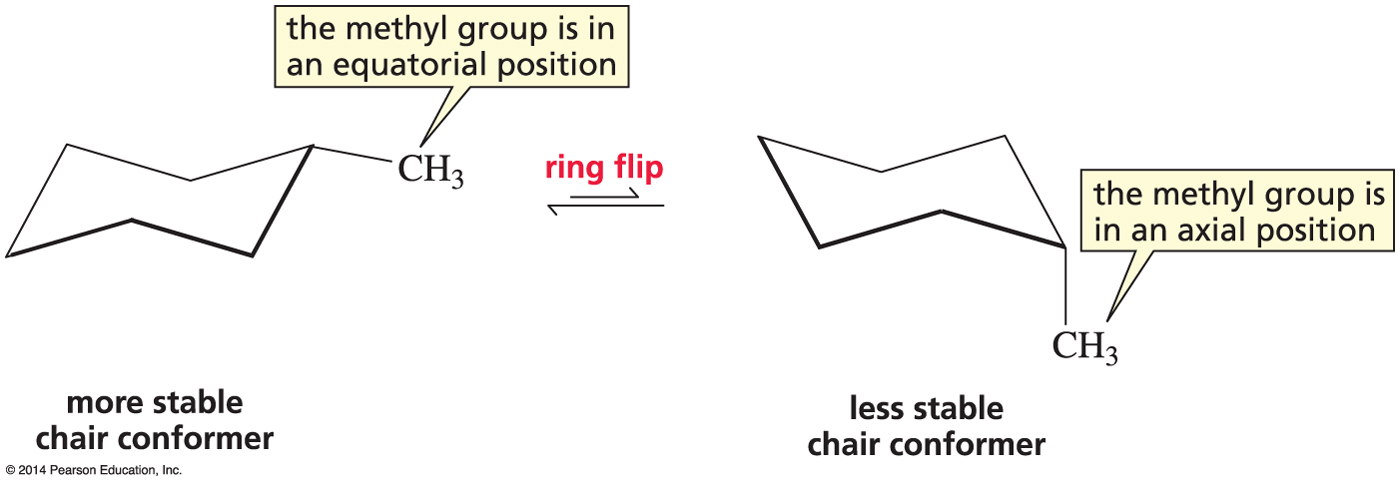 the methyl group is in
an equatorial position
CH₃
ring flip
the methyl group is
in an axial position
CH₃
more stable
chair conformer
less stable
chair conformer
© 2014 Pearson Education, Inc.